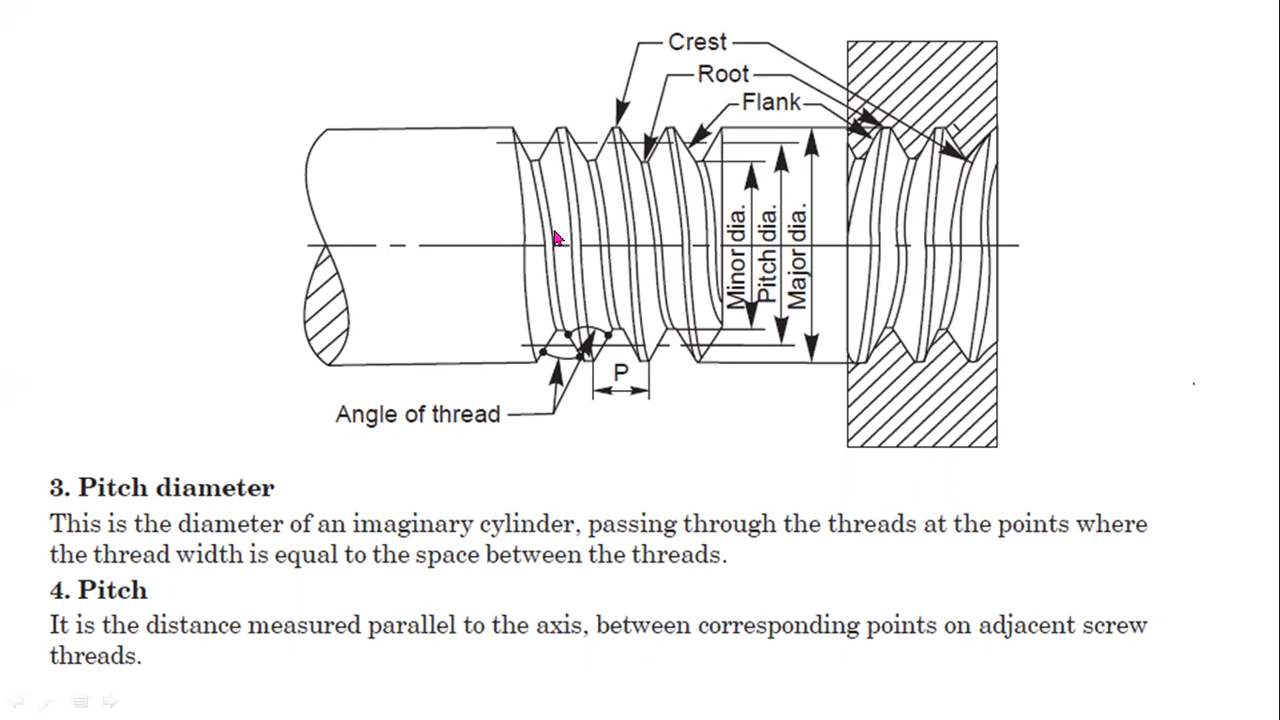 Crest
Root
Flank
Minor dia.
Pitch dia.
Major dia.
P
Angle of thread
3. Pitch diameter
This is the diameter of an imaginary cylinder, passing through the threads at the points where
the thread width is equal to the space between the threads.
4. Pitch
It is the distance measured parallel to the axis, between corresponding points on adjacent screw
threads.